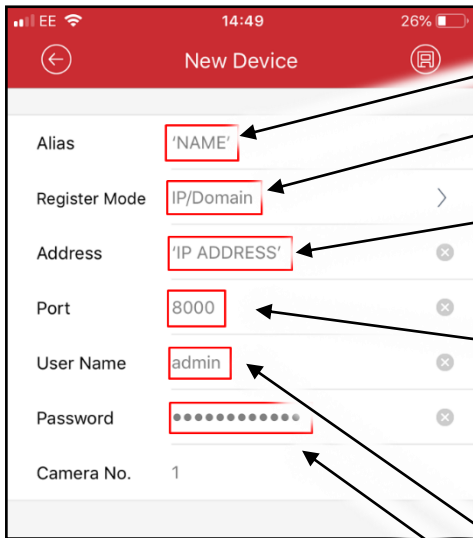 EE 14:49 26%
New Device
Alias 'NAME'
Register Mode IP/Domain
Address 'IP ADDRESS'
Port 8000
User Name admin
Password ●●●●●●●●●●●●
Camera No. 1